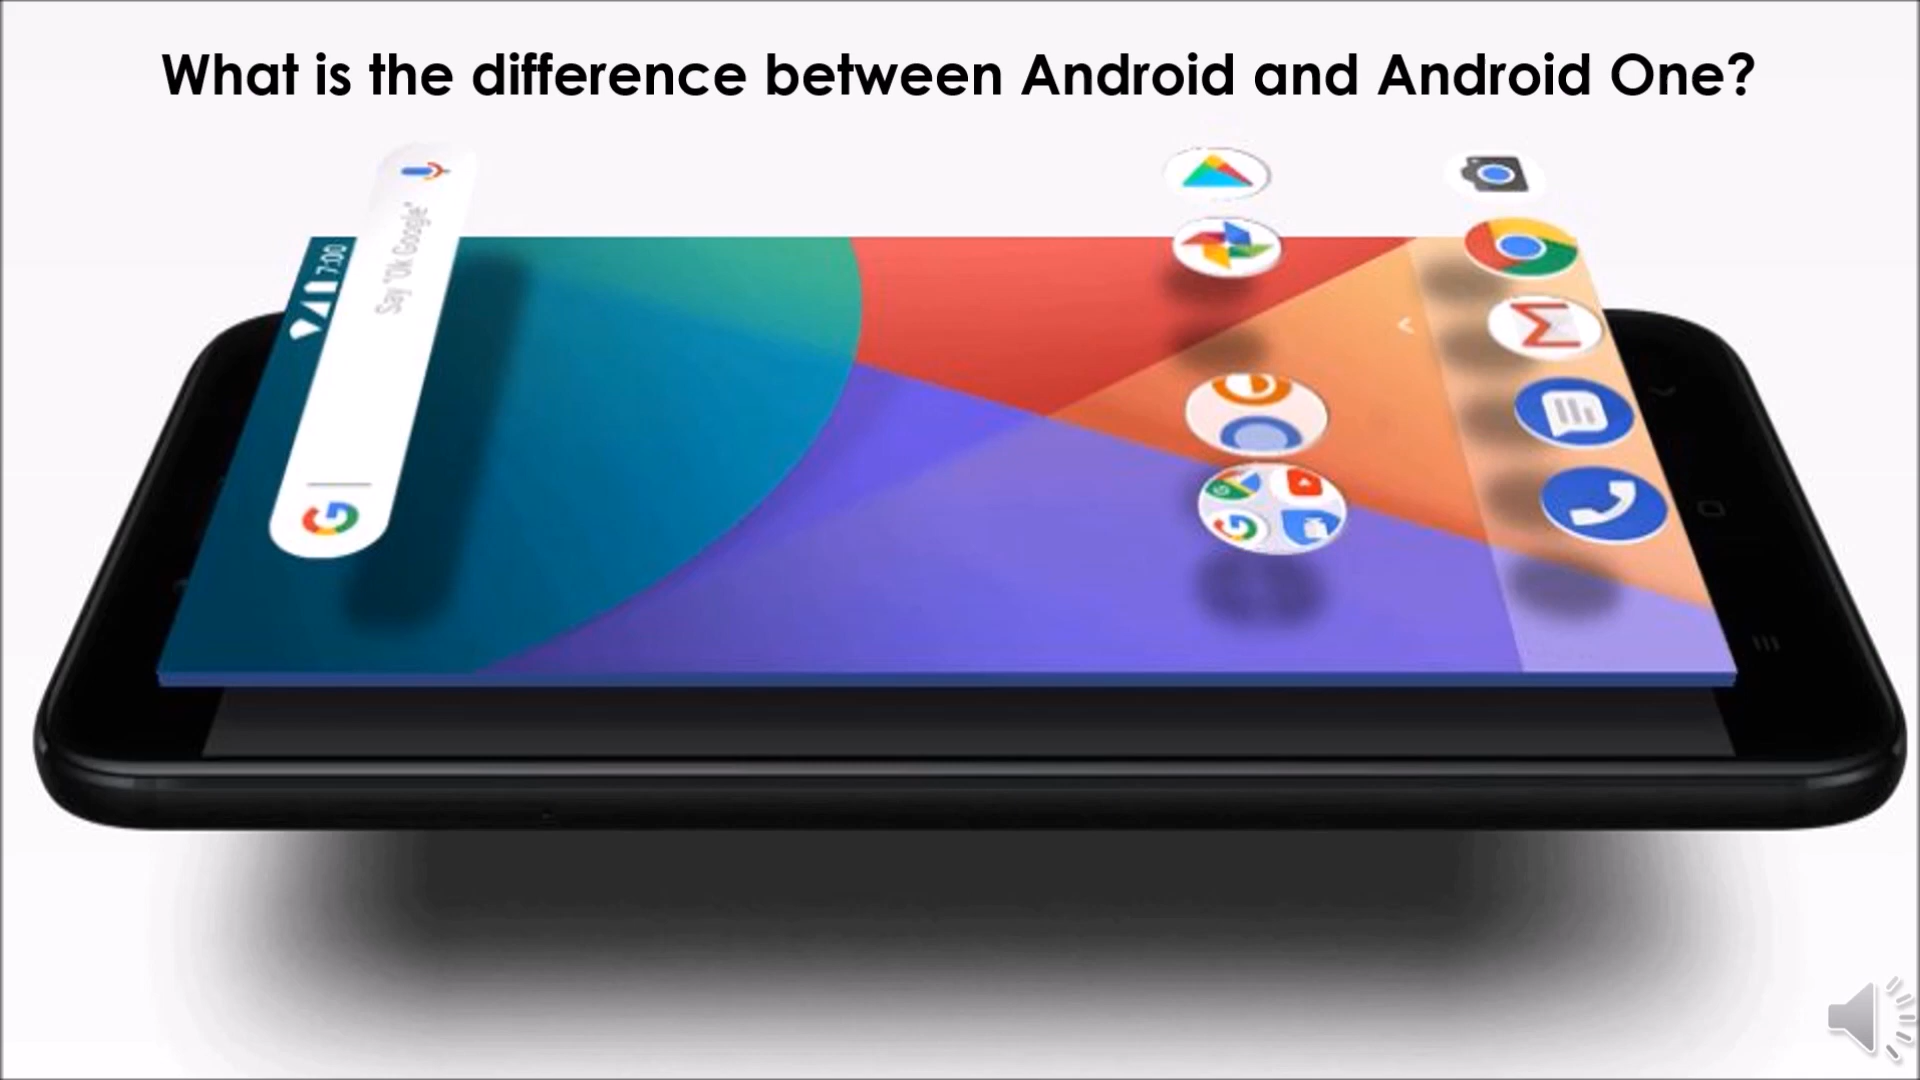 What is the difference between Android and Android One?
7:00
Say "Ok Google"